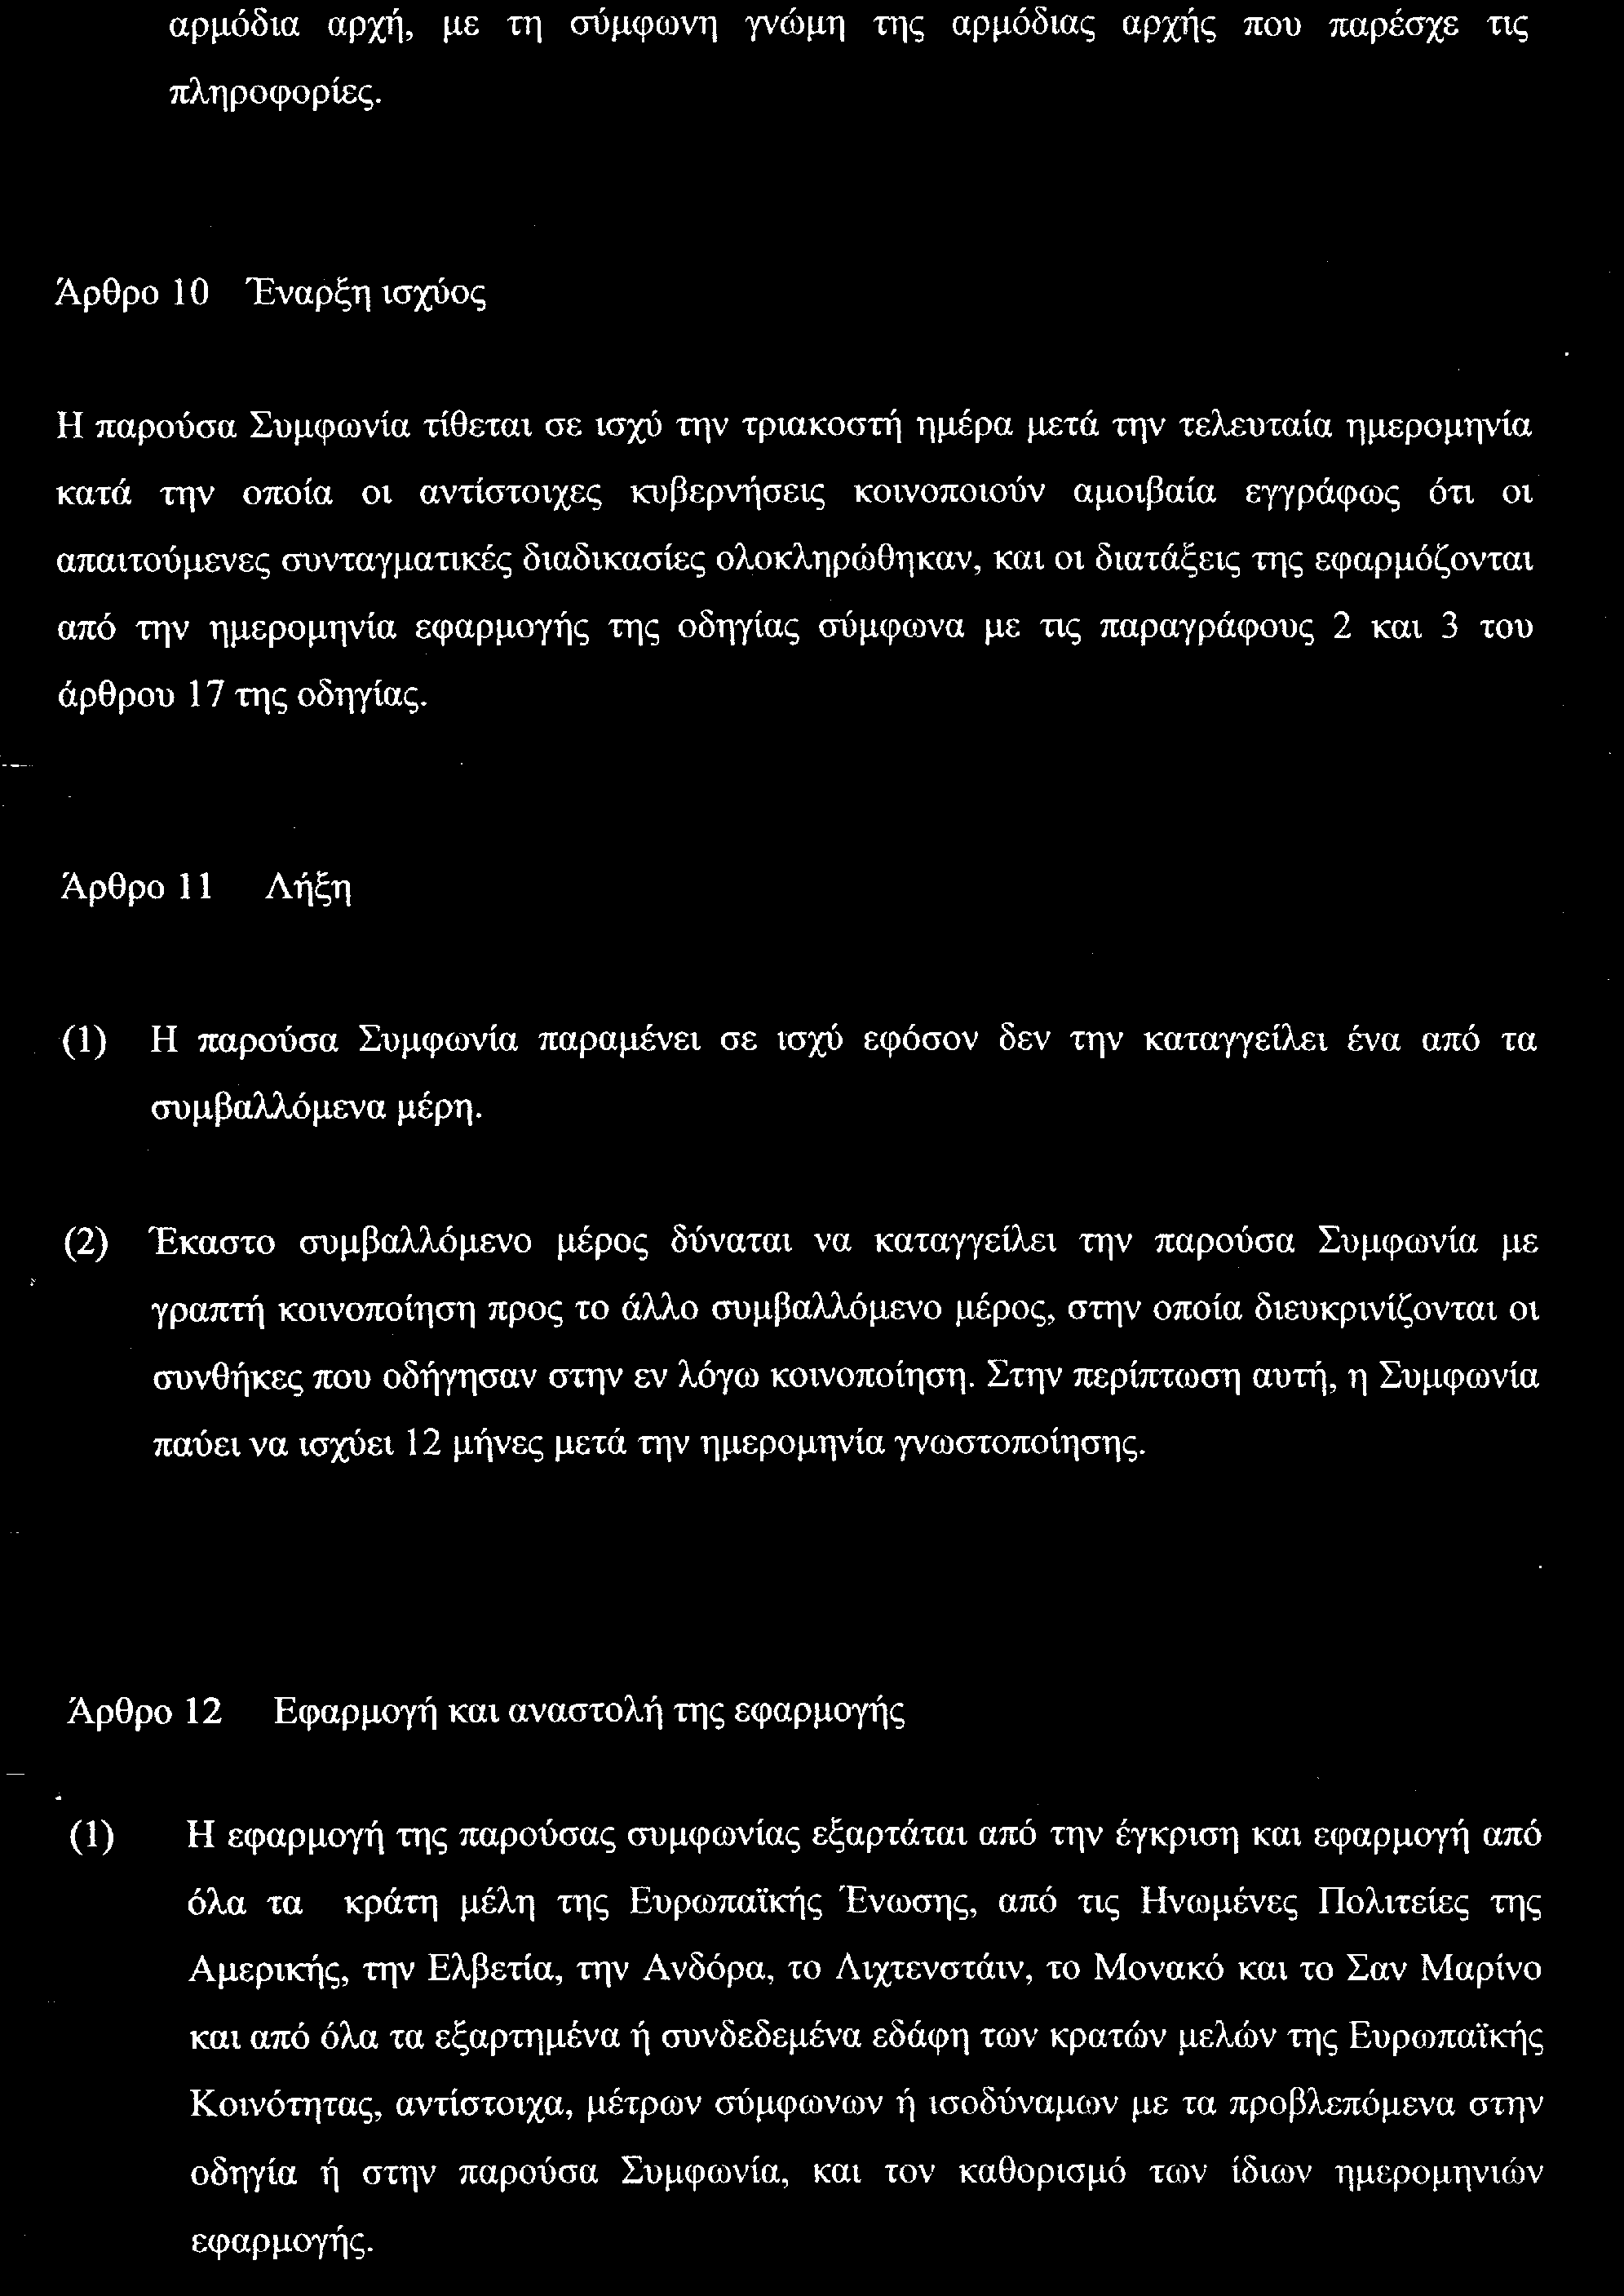 αρμόδια αρχή, με τη σύμφωνη γνώμη της αρμόδιας αρχής που παρέσχε τις
πληροφορίες.
Άρθρο 10 Έναρξη ισχύος
Η παρούσα Συμφωνία τίθεται σε ισχύ την τριακοστή ημέρα μετά την τελευταία ημερομηνία
κατά την οποία οι αντίστοιχες κυβερνήσεις κοινοποιούν αμοιβαία εγγράφως ότι οι
απαιτούμενες συνταγματικές διαδικασίες ολοκληρώθηκαν, και οι διατάξεις της εφαρμόζονται
από την ημερομηνία εφαρμογής της οδηγίας σύμφωνα με τις παραγράφους 2 και 3 του
άρθρου 17 της οδηγίας.
Άρθρο 11 Λήξη
(1) Η παρούσα Συμφωνία παραμένει σε ισχύ εφόσον δεν την καταγγείλει ένα από τα
συμβαλλόμενα μέρη.
(2) Έκαστο συμβαλλόμενο μέρος δύναται να καταγγείλει την παρούσα Συμφωνία με
γραπτή κοινοποίηση προς το άλλο συμβαλλόμενο μέρος, στην οποία διευκρινίζονται οι
συνθήκες που οδήγησαν στην εν λόγω κοινοποίηση. Στην περίπτωση αυτή, η Συμφωνία
παύει να ισχύει 12 μήνες μετά την ημερομηνία γνωστοποίησης.
Άρθρο 12 Εφαρμογή και αναστολή της εφαρμογής
(1) Η εφαρμογή της παρούσας συμφωνίας εξαρτάται από την έγκριση και εφαρμογή από
όλα τα κράτη μέλη της Ευρωπαϊκής Ένωσης, από τις Ηνωμένες Πολιτείες της
Αμερικής, την Ελβετία, την Ανδόρα, το Λιχτενστάιν, το Μονακό και το Σαν Μαρίνο
και από όλα τα εξαρτημένα ή συνδεδεμένα εδάφη των κρατών μελών της Ευρωπαϊκής
Κοινότητας, αντίστοιχα, μέτρων σύμφωνων ή ισοδύναμων με τα προβλεπόμενα στην
οδηγία ή στην παρούσα Συμφωνία, και τον καθορισμό των ίδιων ημερομηνιών
εφαρμογής.